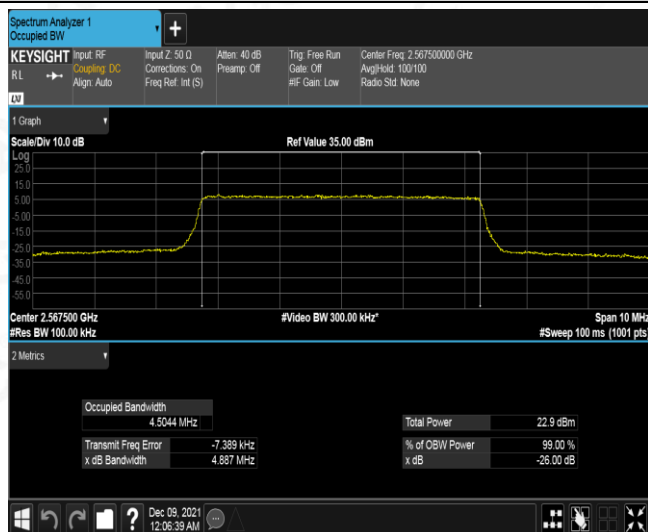 Spectrum Analyzer 1
Occupied BW
+
KEYSIGHT
RL
LXI
Input: RF
Coupling: DC
Align: Auto
Input Z: 50 Ω
Corrections: On
Freq Ref: Int (S)
Atten: 40 dB
Preamp: Off
Trig: Free Run
Gate: Off
#IF Gain: Low
Center Freq: 2.567500000 GHz
Avg|Hold: 100/100
Radio Std: None
1 Graph
Scale/Div 10.0 dB
Ref Value 35.00 dBm
Log
25.0
15.0
5.00
-5.00
-15.0
-25.0
-35.0
-45.0
-55.0
Center 2.567500 GHz
#Video BW 300.00 kHz*
Span 10 MHz
#Res BW 100.00 kHz
#Sweep 100 ms (1001 pts)
2 Metrics
Occupied Bandwidth
4.5044 MHz
Total Power 22.9 dBm
Transmit Freq Error -7.389 kHz
% of OBW Power 99.00 %
x dB Bandwidth 4.887 MHz
x dB -26.00 dB
?
Dec 09, 2021
12:06:39 AM